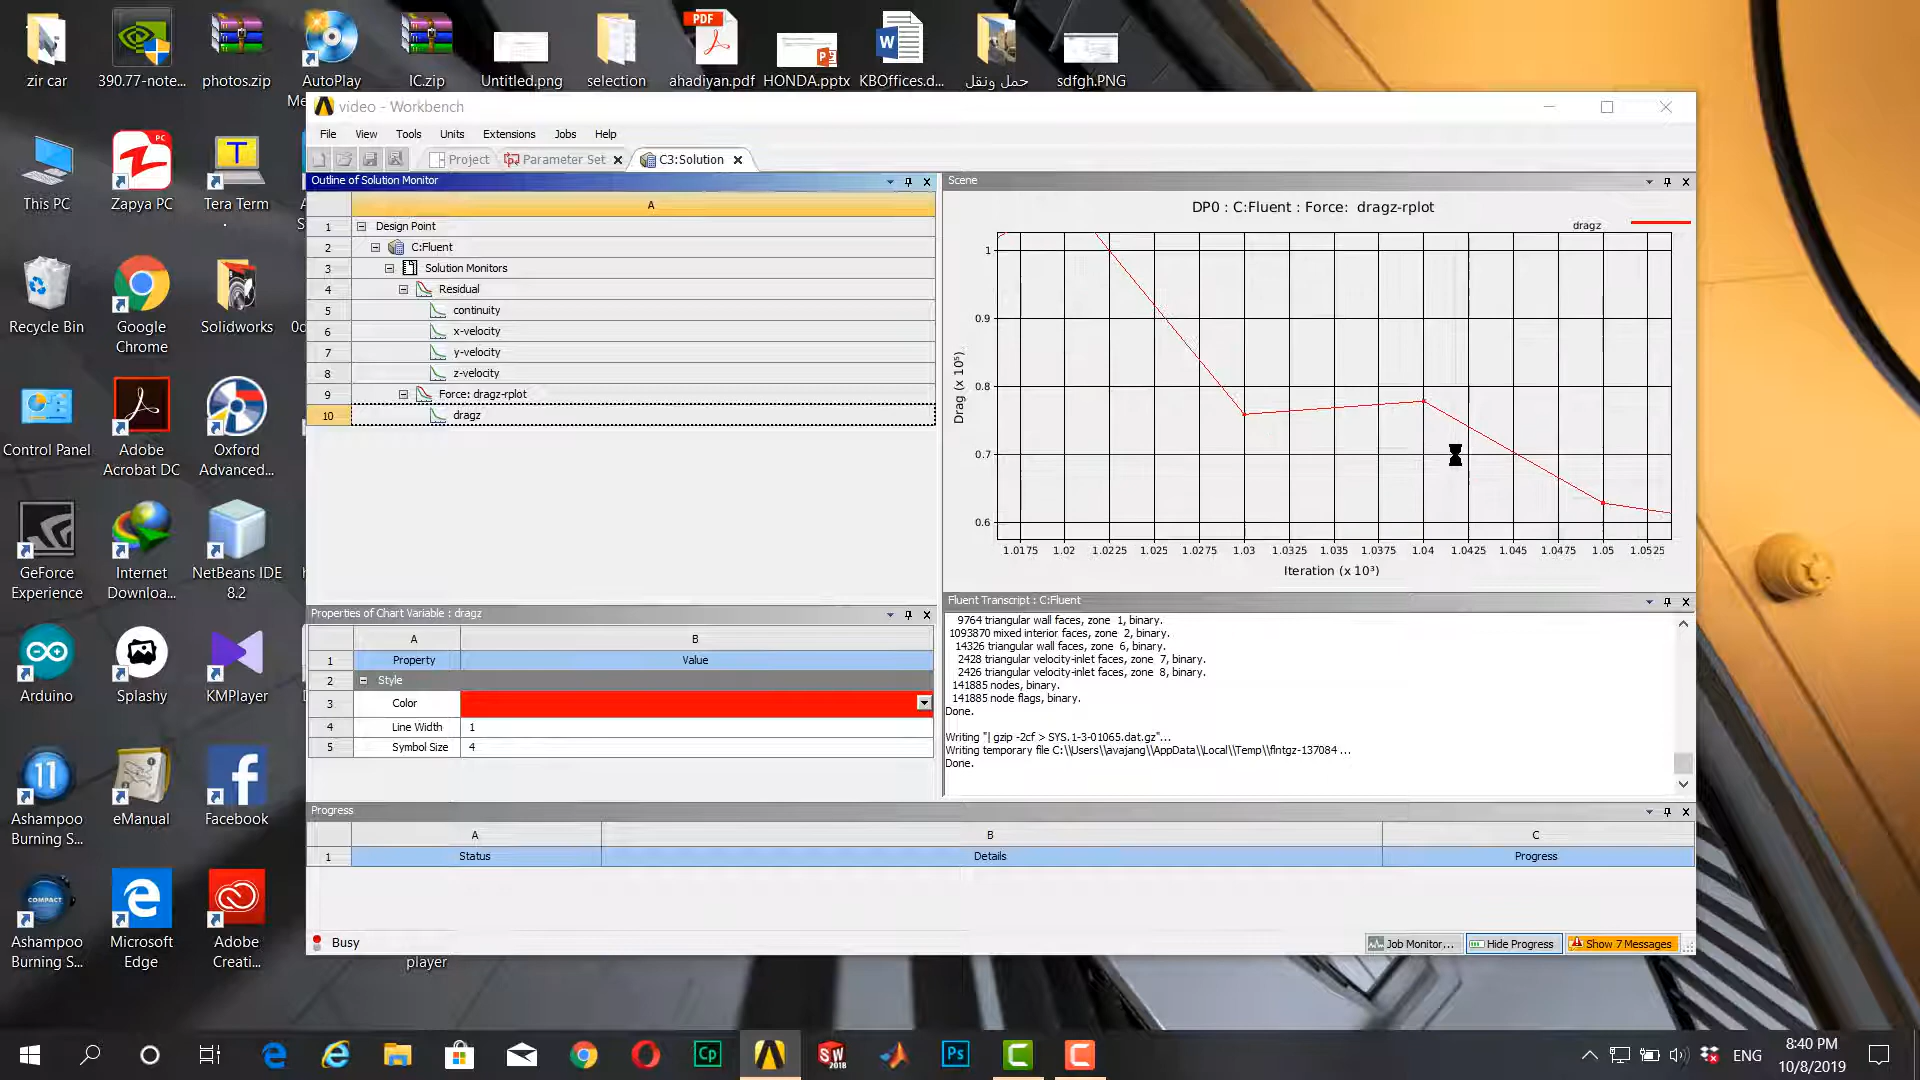 zir car
390.77-note...
photos.zip
AutoPlay
Me
IC.zip
Untitled.png
selection
PDF
ahadiyan.pdf
HONDA.pptx
KBOffices.d...
حمل ونقل
sdfgh.PNG
This PC
Zapya PC
Tera Term
Recycle Bin
Google
Chrome
Solidworks
Control Panel
Adobe
Acrobat DC
Oxford
Advanced...
GeForce
Experience
Internet
Downloa...
NetBeans IDE
8.2
Arduino
Splashy
KMPlayer
Ashampoo
Burning S...
eManual
Facebook
COMPACT
Ashampoo
Burning S...
Microsoft
Edge
Adobe
Creati...
player
video - Workbench
File View Tools Units Extensions Jobs Help
Project
Parameter Set
C3:Solution
Outline of Solution Monitor
A
1 Design Point
2 C:Fluent
3 Solution Monitors
4 Residual
5 continuity
6 x-velocity
7 y-velocity
8 z-velocity
9 Force: dragz-rplot
10 dragz
Properties of Chart Variable : dragz
A B
1 Property Value
2 Style
3 Color
4 Line Width 1
5 Symbol Size 4
Scene
DP0 : C:Fluent : Force: dragz-rplot
dragz
1
0.9
0.8
0.7
0.6
Drag (x 10⁵)
1.0175 1.02 1.0225 1.025 1.0275 1.03 1.0325 1.035 1.0375 1.04 1.0425 1.045 1.0475 1.05 1.0525
Iteration (x 10³)
Fluent Transcript : C:Fluent
9764 triangular wall faces, zone 1, binary.
1093870 mixed interior faces, zone 2, binary.
14326 triangular wall faces, zone 6, binary.
2428 triangular velocity-inlet faces, zone 7, binary.
2426 triangular velocity-inlet faces, zone 8, binary.
141885 nodes, binary.
141885 node flags, binary.
Done.
Writing "| gzip -2cf > SYS.1-3-01065.dat.gz"...
Writing temporary file C:\\Users\\avajang\\AppData\\Local\\Temp\\flntgz-137084 ...
Done.
Progress
A B C
1 Status Details Progress
Busy
Job Monitor...
Hide Progress
Show 7 Messages
ENG
8:40 PM
10/8/2019